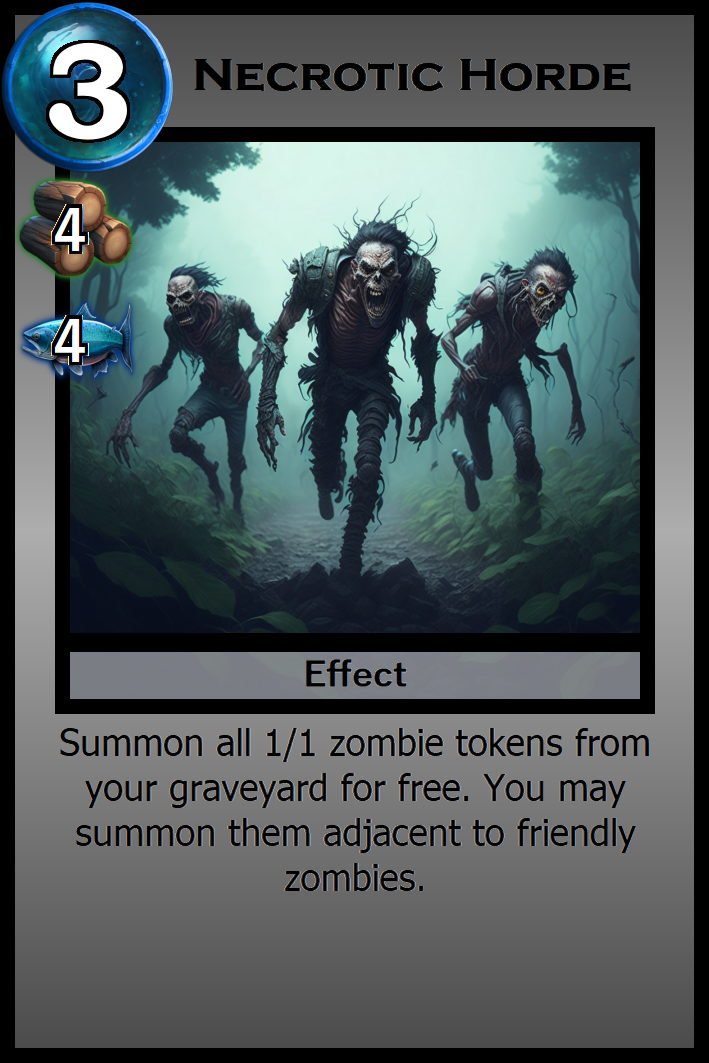 3
Necrotic Horde
4
4
Effect
Summon all 1/1 zombie tokens from
your graveyard for free. You may
summon them adjacent to friendly
zombies.